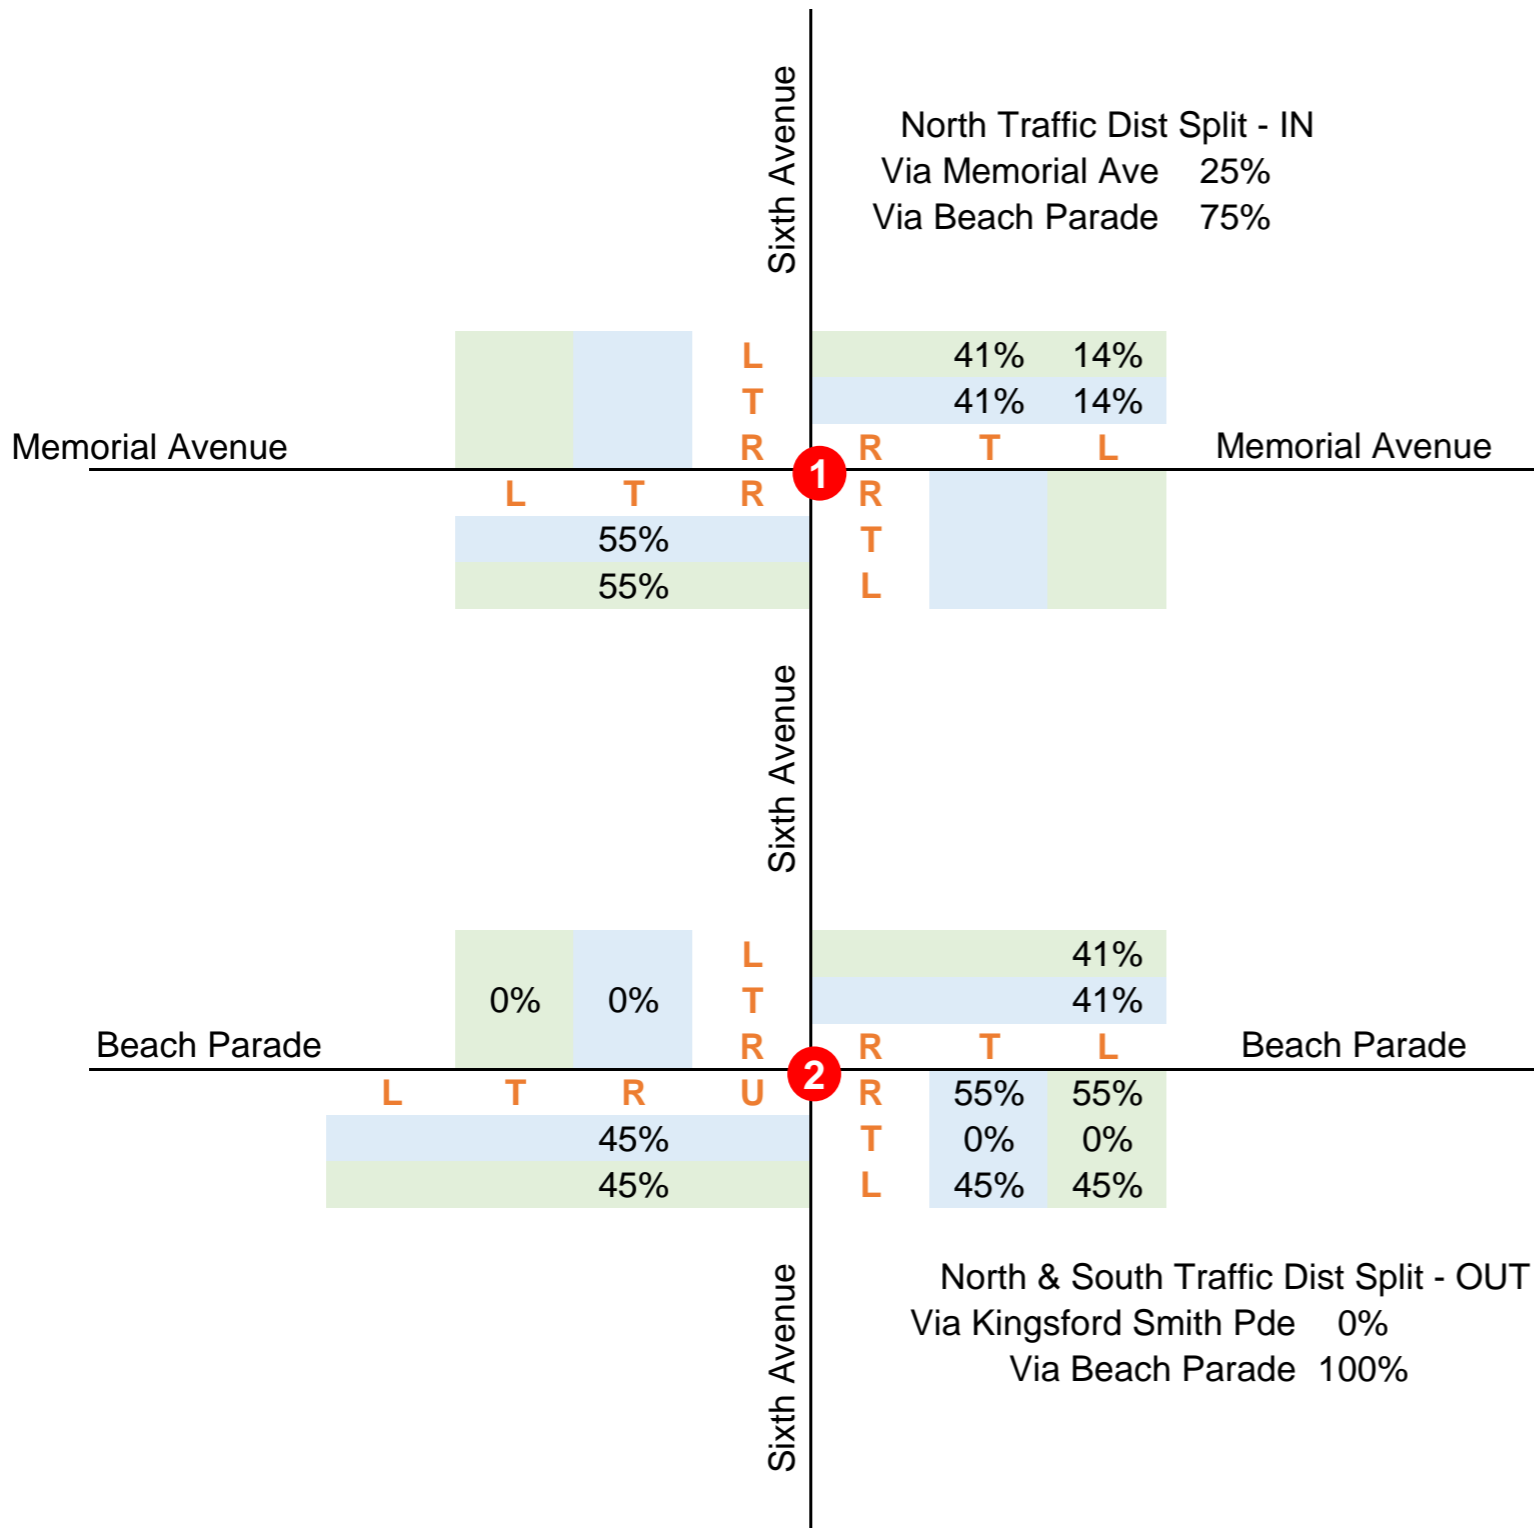 Sixth Avenue
North Traffic Dist Split - IN
Via Memorial Ave 25%
Via Beach Parade 75%
L 41% 14%
T 41% 14%
Memorial Avenue R R T L Memorial Avenue
1
L T R R
55% T
55% L
Sixth Avenue
L 41%
0% 0% T 41%
Beach Parade R R T L Beach Parade
2
L T R U R 55% 55%
45% T 0% 0%
45% L 45% 45%
Sixth Avenue
North & South Traffic Dist Split - OUT
Via Kingsford Smith Pde 0%
Via Beach Parade 100%